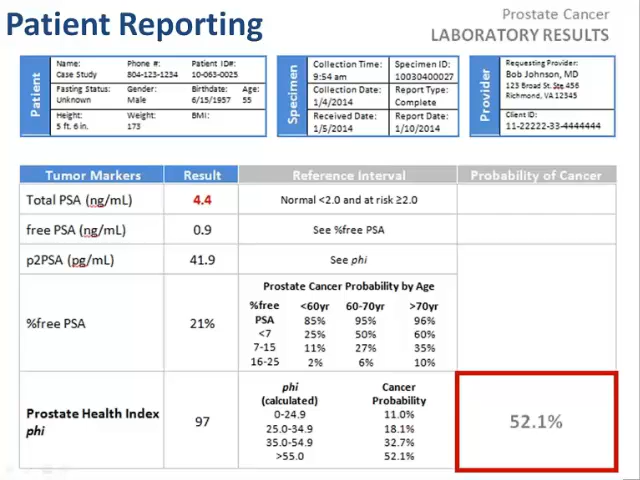 Patient Reporting
Prostate Cancer
LABORATORY RESULTS
Patient
Name:
Case Study
Phone #:
804-123-1234
Patient ID#:
10-063-0025
Fasting Status:
Unknown
Gender:
Male
Birthdate:
6/15/1957
Age:
55
Height:
5 ft. 6 in.
Weight:
173
BMI:
Specimen
Collection Time:
9:54 am
Specimen ID:
10030400027
Collection Date:
1/4/2014
Report Type:
Complete
Received Date:
1/5/2014
Report Date:
1/10/2014
Provider
Requesting Provider:
Bob Johnson, MD
123 Broad St. Ste 456
Richmond, VA 12345
Client ID:
11-22222-33-4444444
Tumor Markers Result Reference Interval Probability of Cancer
Total PSA (ng/mL) 4.4 Normal <2.0 and at risk ≥2.0
free PSA (ng/mL) 0.9 See %free PSA
p2PSA (pg/mL) 41.9 See phi
%free PSA 21%
Prostate Cancer Probability by Age
%free <60yr 60-70yr >70yr
PSA 85% 95% 96%
<7 25% 50% 60%
7-15 11% 27% 35%
16-25 2% 6% 10%
Prostate Health Index
phi
97
phi Cancer
(calculated) Probability
0-24.9 11.0%
25.0-34.9 18.1%
35.0-54.9 32.7%
>55.0 52.1%
52.1%